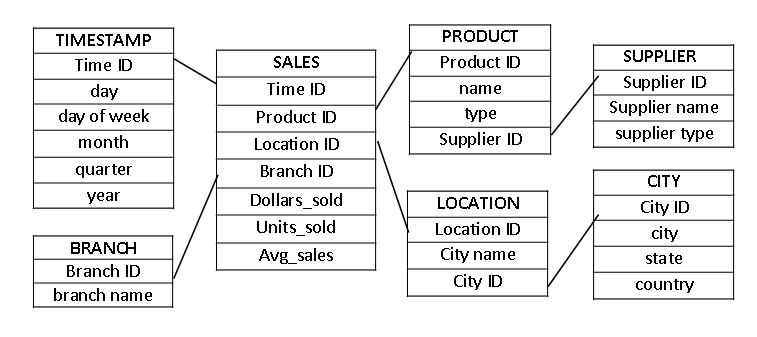 TIMESTAMP
Time ID
day
day of week
month
quarter
year
BRANCH
Branch ID
branch name
SALES
Time ID
Product ID
Location ID
Branch ID
Dollars_sold
Units_sold
Avg_sales
PRODUCT
Product ID
name
type
Supplier ID
LOCATION
Location ID
City name
City ID
SUPPLIER
Supplier ID
Supplier name
supplier type
CITY
City ID
city
state
country